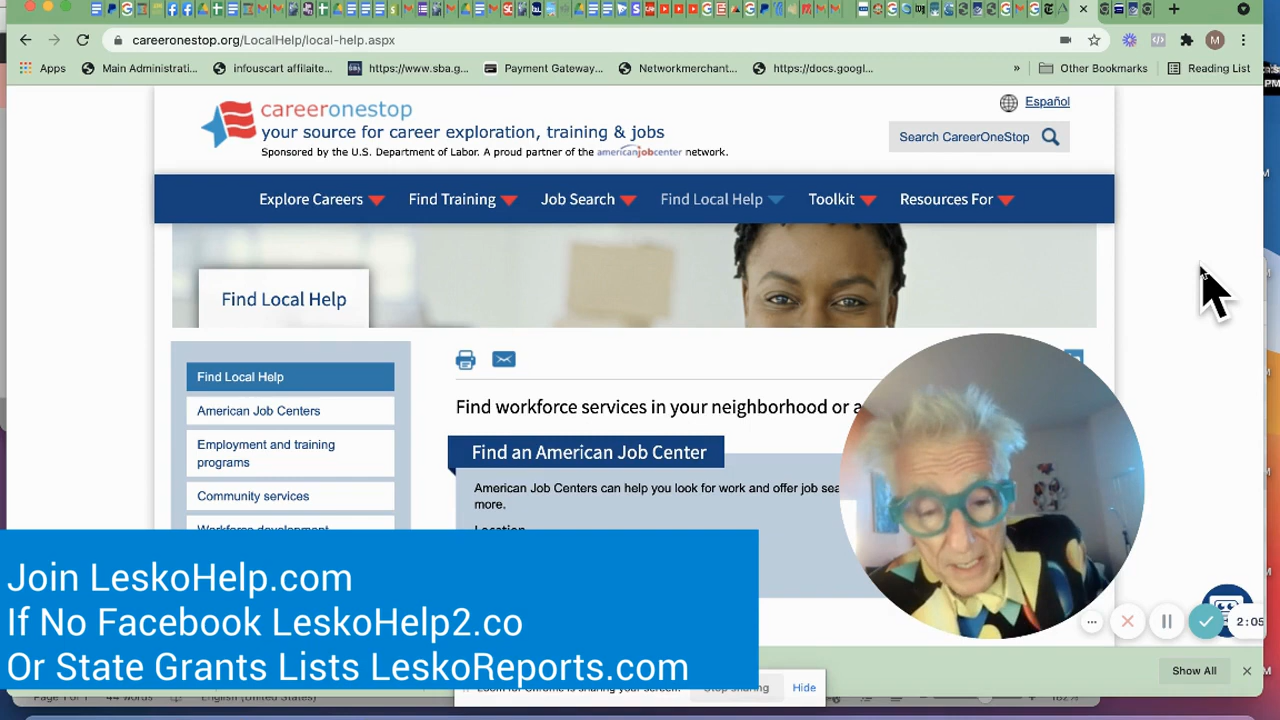 careeronestop.org/LocalHelp/local-help.aspx
M
Apps
Main Administrati...
infouscart affilaite...
https://www.sba.g...
Payment Gateway...
Networkmerchant...
https://docs.googl...
»
Other Bookmarks
Reading List
careeronestop
your source for career exploration, training & jobs
Sponsored by the U.S. Department of Labor. A proud partner of the americanjobcenter network.
Español
Search CareerOneStop
Explore Careers
Find Training
Job Search
Find Local Help
Toolkit
Resources For
Find Local Help
Find Local Help
American Job Centers
Employment and training
programs
Community services
Workforce development
Find workforce services in your neighborhood or a
Find an American Job Center
American Job Centers can help you look for work and offer job sea
more.
Location
Join LeskoHelp.com
If No Facebook LeskoHelp2.co
Or State Grants Lists LeskoReports.com
2:05
Show All
Stop sharing
Hide